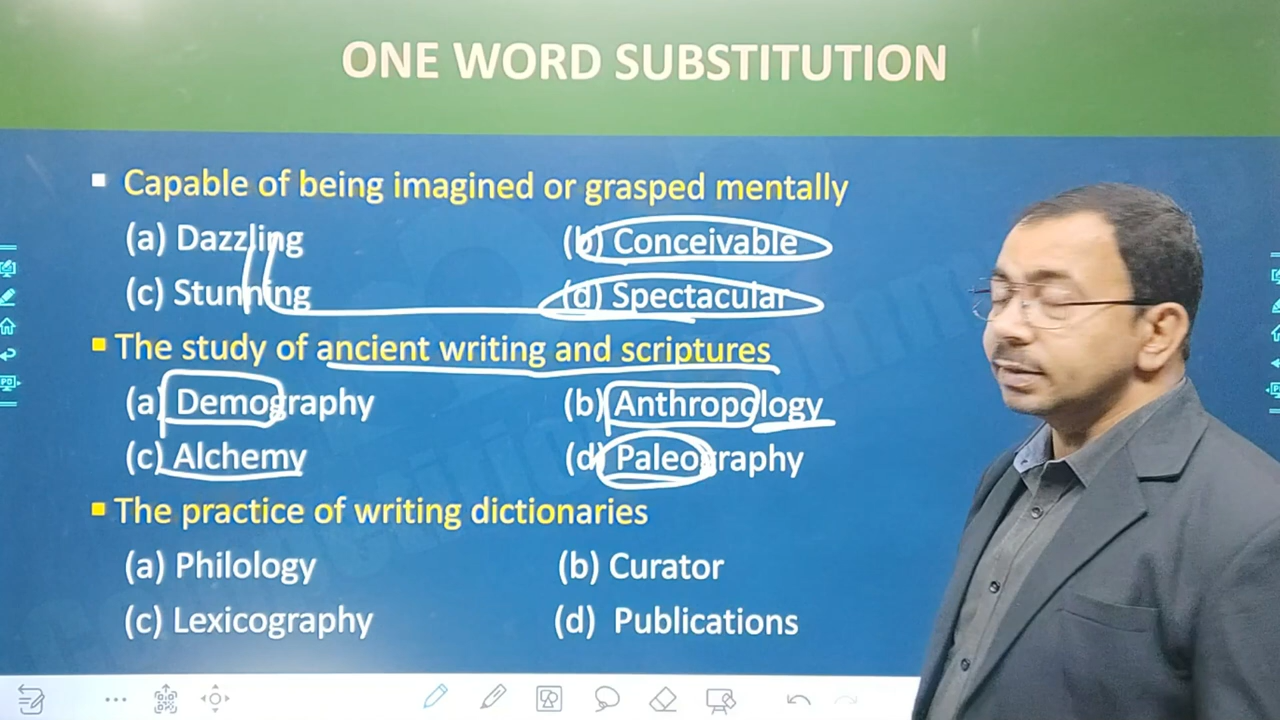 ONE WORD SUBSTITUTION
Capable of being imagined or grasped mentally
(a) Dazzling (b) Conceivable
(c) Stunning (d) Spectacular
The study of ancient writing and scriptures
(a) Demography (b) Anthropology
(c) Alchemy (d) Paleography
The practice of writing dictionaries
(a) Philology (b) Curator
(c) Lexicography (d) Publications